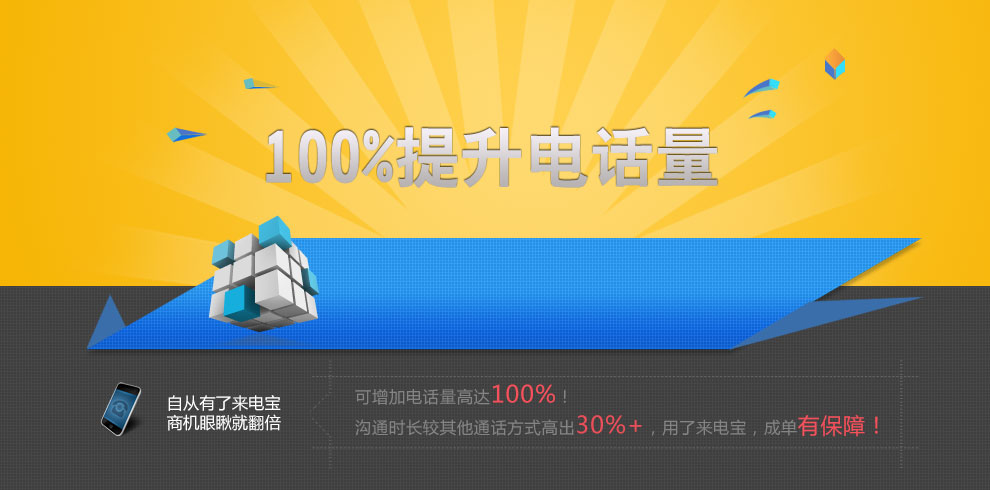 100%提升电话量
自从有了来电宝
商机眼瞅就翻倍
可增加电话量高达100%！
沟通时长较其他通话方式高出30%+，用了来电宝，成单有保障！